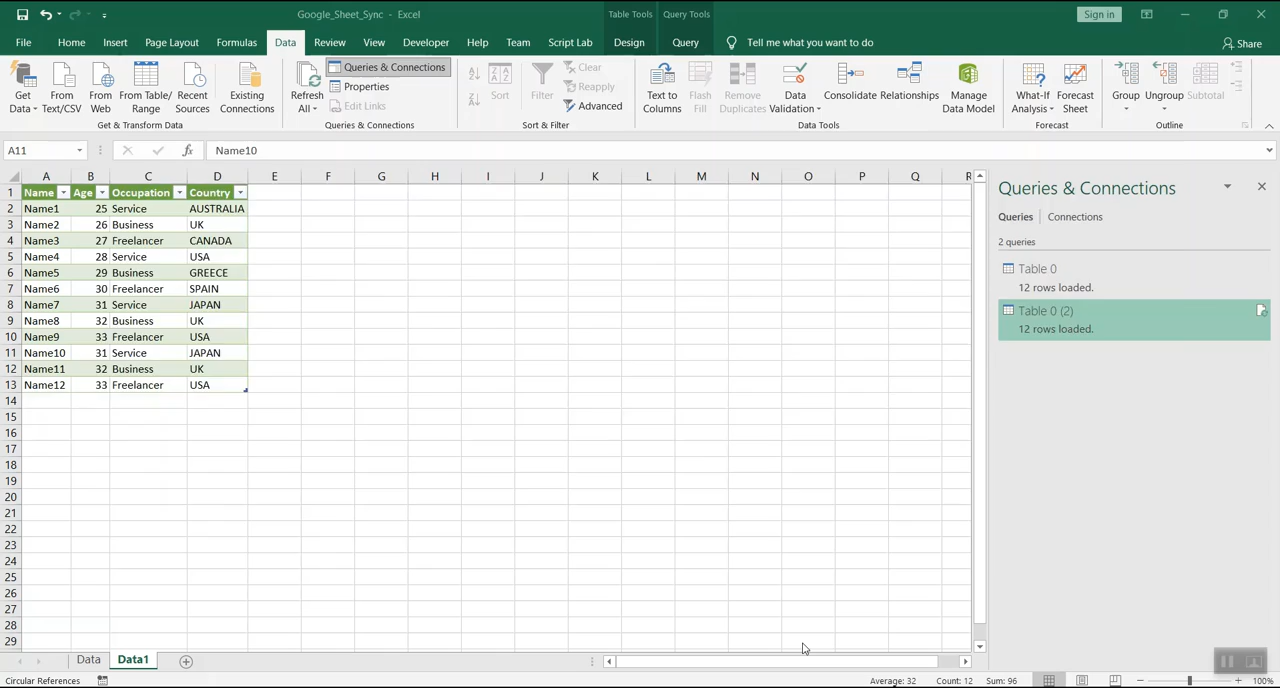 Google_Sheet_Sync - Excel
Table Tools
Query Tools
Sign in
File Home Insert Page Layout Formulas Data Review View Developer Help Team Script Lab Design Query Tell me what you want to do Share
Get Data
From Text/CSV
From Web
From Table/ Range
Recent Sources
Existing Connections
Get & Transform Data
Refresh All
Queries & Connections
Properties
Edit Links
Queries & Connections
Sort
Filter
Clear
Reapply
Advanced
Sort & Filter
Text to Columns
Flash Fill
Remove Duplicates
Data Validation
Consolidate
Relationships
Manage Data Model
Data Tools
What-If Analysis
Forecast Sheet
Forecast
Group
Ungroup
Subtotal
Outline
A11 fx Name10
A B C D E F G H I J K L M N O P Q R
1 Name Age Occupation Country
2 Name1 25 Service AUSTRALIA
3 Name2 26 Business UK
4 Name3 27 Freelancer CANADA
5 Name4 28 Service USA
6 Name5 29 Business GREECE
7 Name6 30 Freelancer SPAIN
8 Name7 31 Service JAPAN
9 Name8 32 Business UK
10 Name9 33 Freelancer USA
11 Name10 31 Service JAPAN
12 Name11 32 Business UK
13 Name12 33 Freelancer USA
14
15
16
17
18
19
20
21
22
23
24
25
26
27
28
29
Queries & Connections
Queries Connections
2 queries
Table 0
12 rows loaded.
Table 0 (2)
12 rows loaded.
Data Data1
Circular References Average: 32 Count: 12 Sum: 96 100%